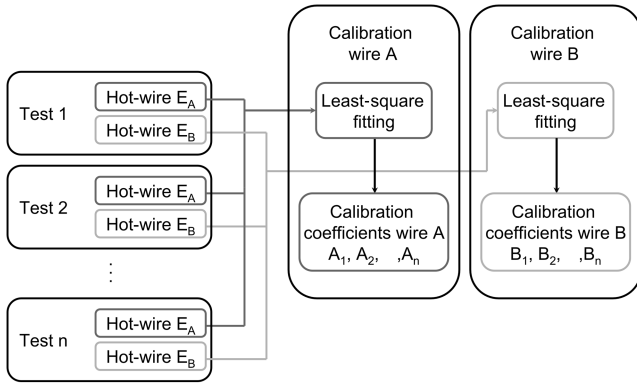 Calibration
wire A
Calibration
wire B
Test 1
Hot-wire E_A
Hot-wire E_B
Least-square
fitting
Least-square
fitting
Test 2
Hot-wire E_A
Hot-wire E_B
Calibration
coefficients wire A
A_1, A_2, ,A_n
Calibration
coefficients wire B
B_1, B_2, ,B_n
Test n
Hot-wire E_A
Hot-wire E_B